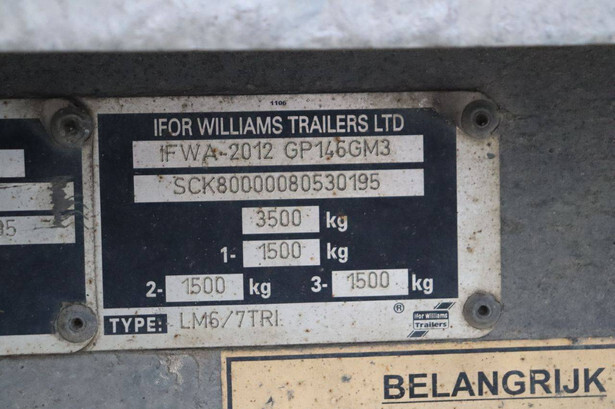 1106
IFOR WILLIAMS TRAILERS LTD
IFWA-2012 GP146GM3
SCK80000080530195
3500 kg
1- 1500 kg
2- 1500 kg 3- 1500 kg
TYPE: LM6/7TRI
®
Ifor Williams
Trailers
95
BELANGRIJK